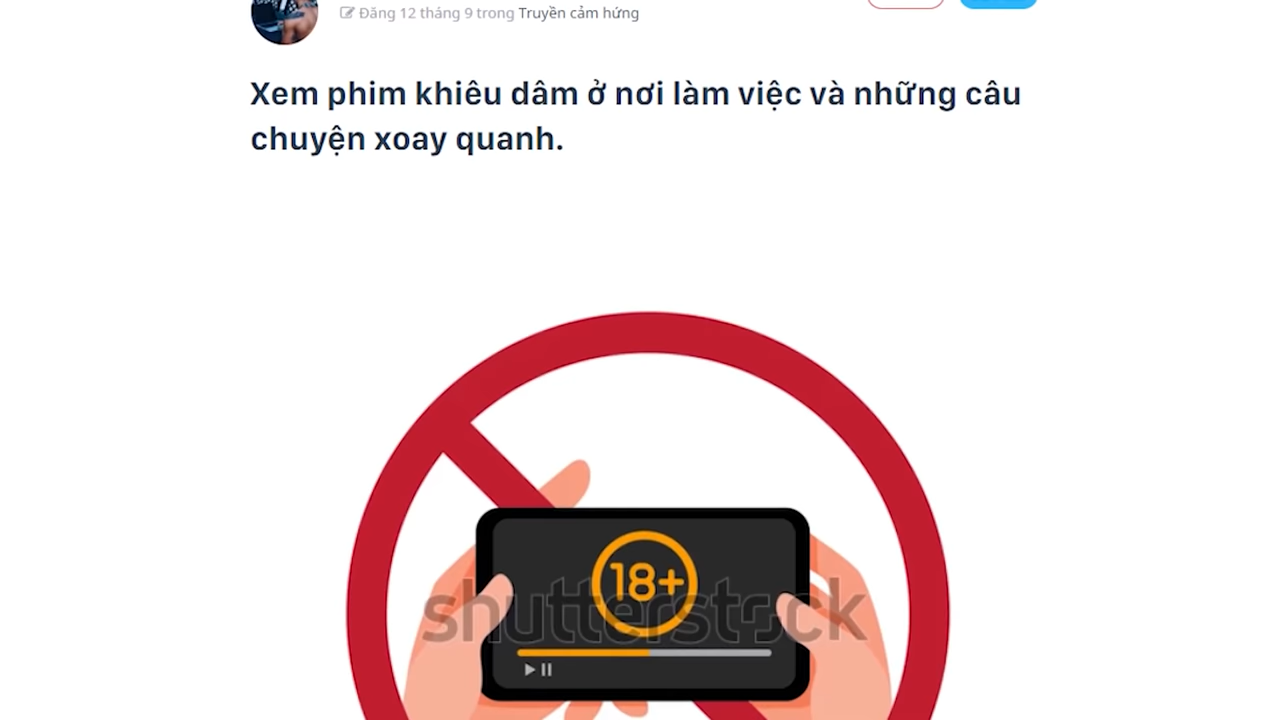 Đăng 12 tháng 9 trong Truyền cảm hứng
Xem phim khiêu dâm ở nơi làm việc và những câu
chuyện xoay quanh.
18+
shutterstock